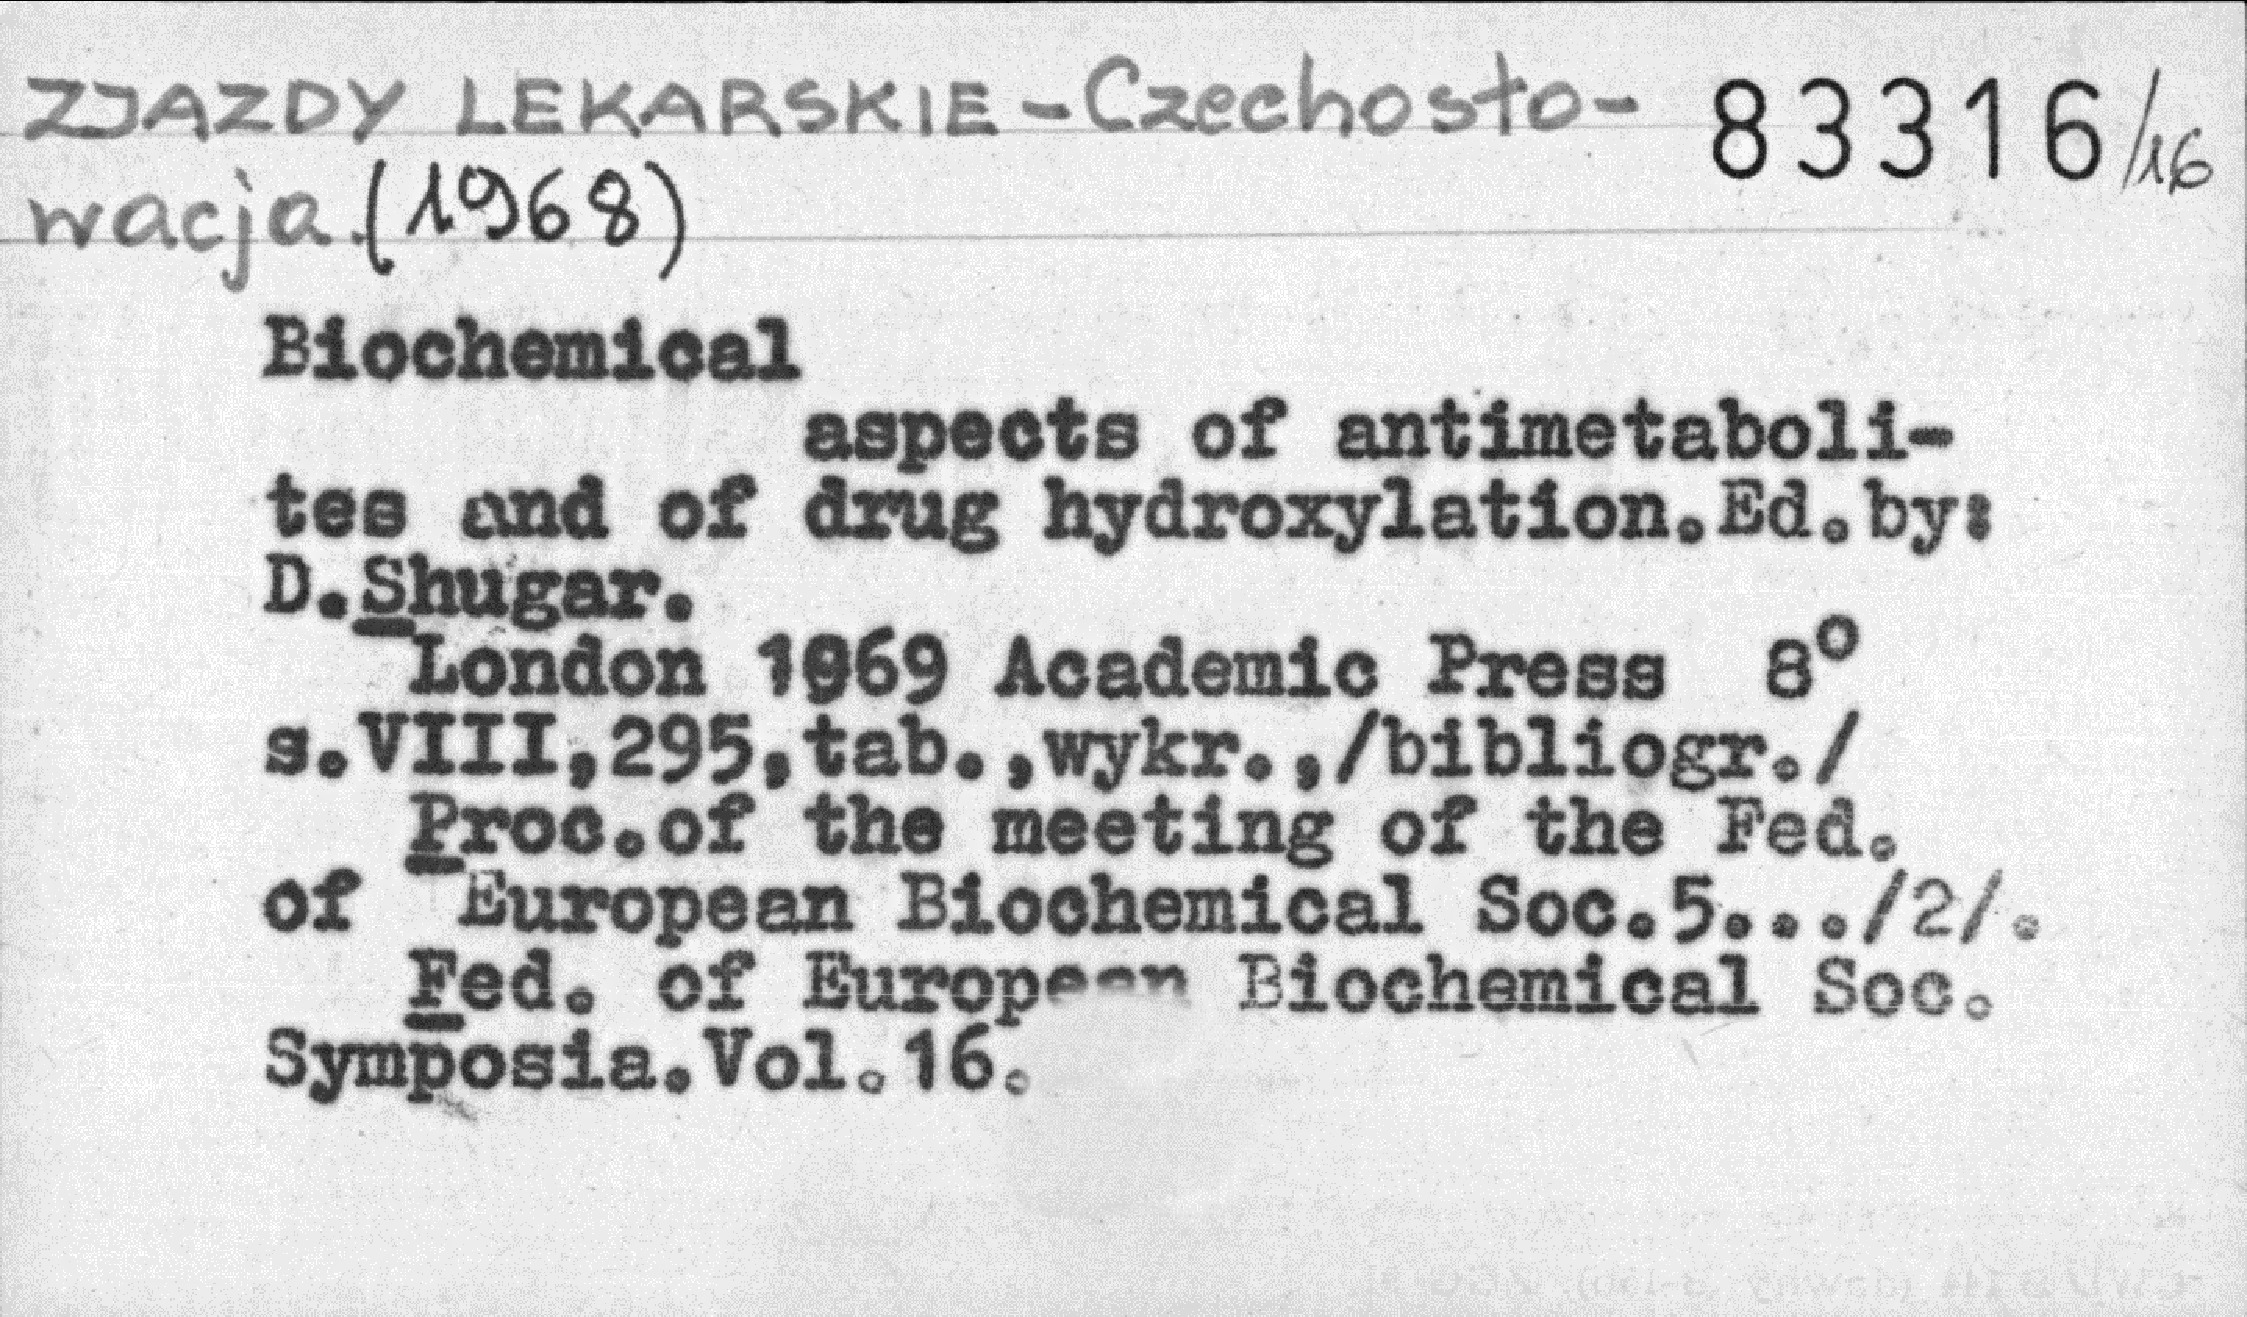 ZJAZDY LEKARSKIE - Czechosło-
wacja. (1968)
83316/16
Biochemical
aspects of antimetaboli-
tes and of drug hydroxylation.Ed.by:
D.Shugar.
London 1969 Academic Press 8°
s.VIII,295,tab.,wykr.,/bibliogr./
Proc.of the meeting of the Fed.
of European Biochemical Soc.5.../2/.
Fed. of European Biochemical Soc.
Symposia.Vol.16.